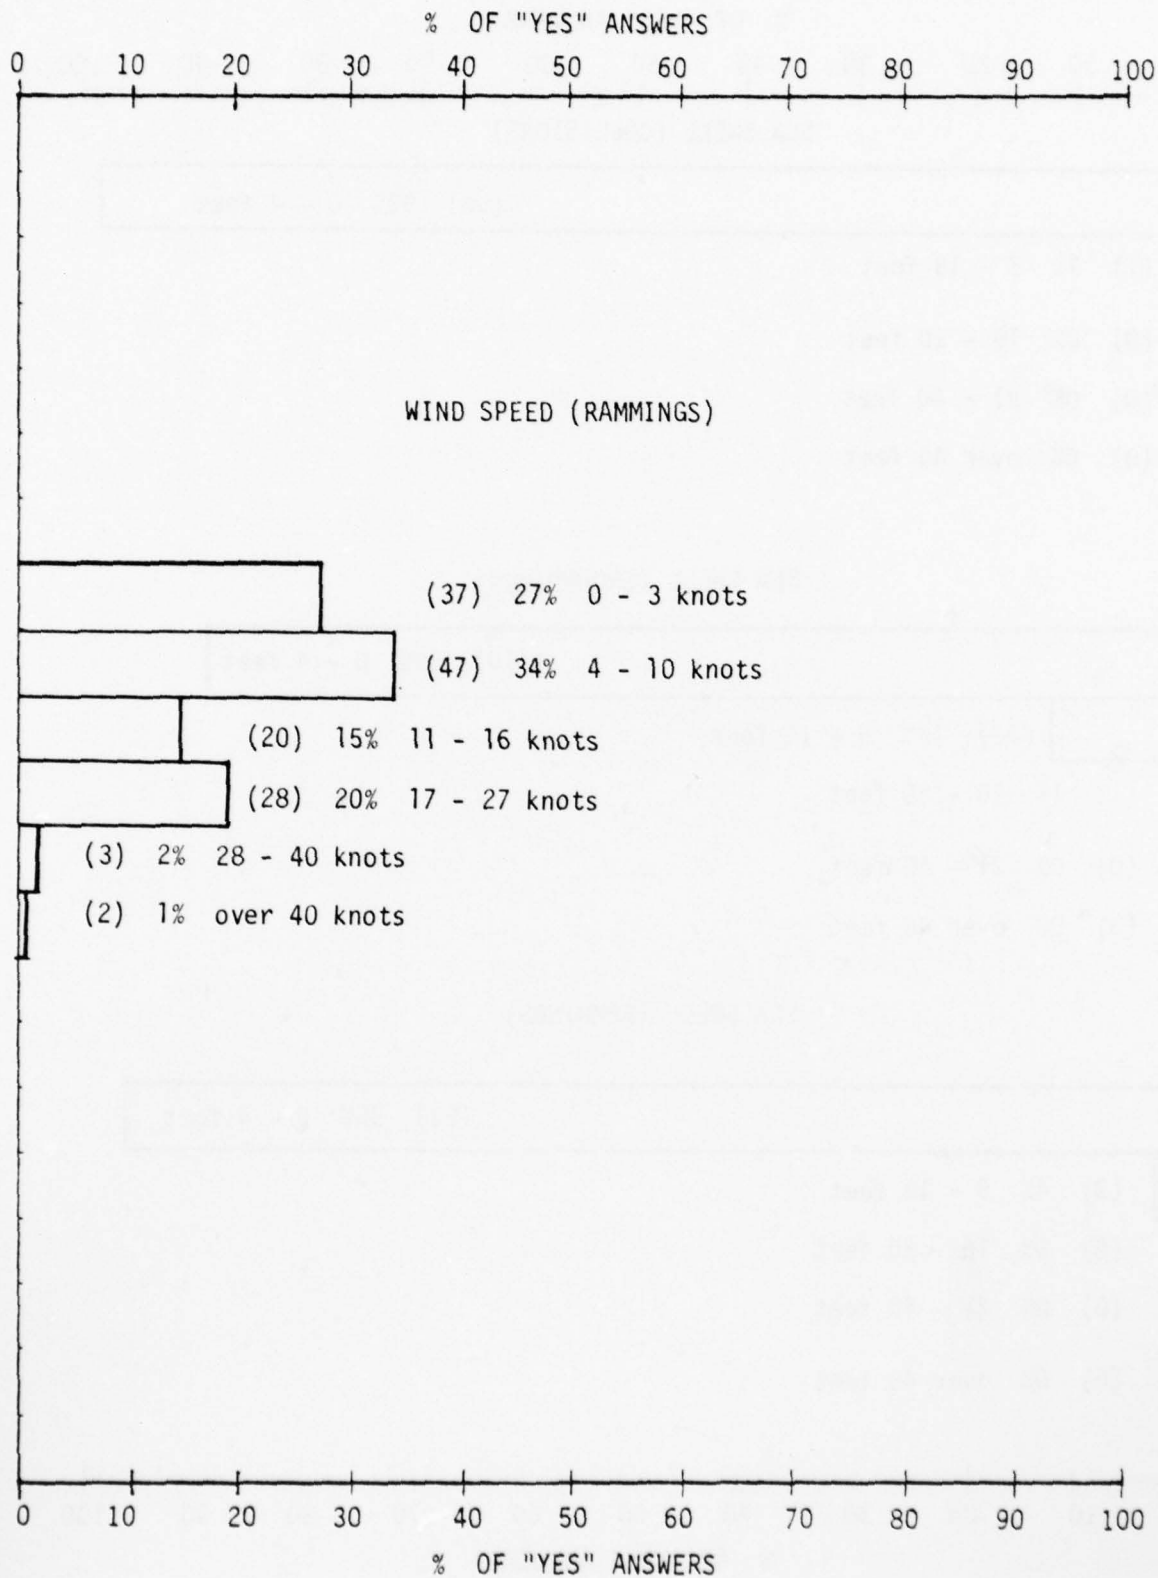 % OF "YES" ANSWERS
0 10 20 30 40 50 60 70 80 90 100
WIND SPEED (RAMMINGS)
(37) 27% 0 - 3 knots
(47) 34% 4 - 10 knots
(20) 15% 11 - 16 knots
(28) 20% 17 - 27 knots
(3) 2% 28 - 40 knots
(2) 1% over 40 knots
0 10 20 30 40 50 60 70 80 90 100
% OF "YES" ANSWERS